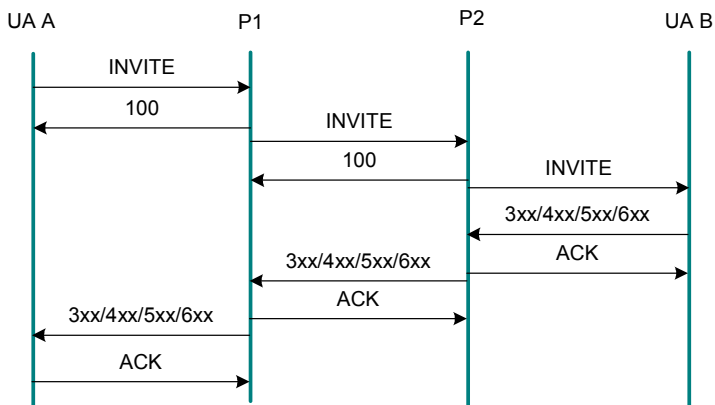 UA A
P1
P2
UA B
INVITE
100
INVITE
100
INVITE
3xx/4xx/5xx/6xx
ACK
3xx/4xx/5xx/6xx
ACK
3xx/4xx/5xx/6xx
ACK